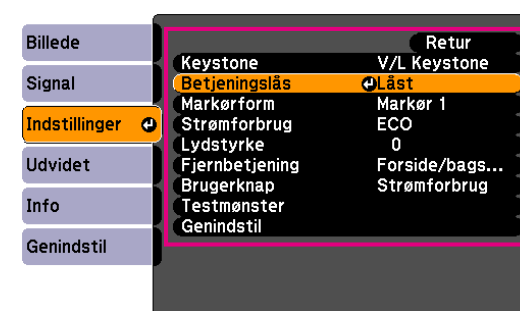 Billede
Signal
Indstillinger
Udvidet
Info
Genindstil
Retur
Keystone V/L Keystone
Betjeningslås Låst
Markørform Markør 1
Strømforbrug ECO
Lydstyrke 0
Fjernbetjening Forside/bags...
Brugerknap Strømforbrug
Testmønster
Genindstil